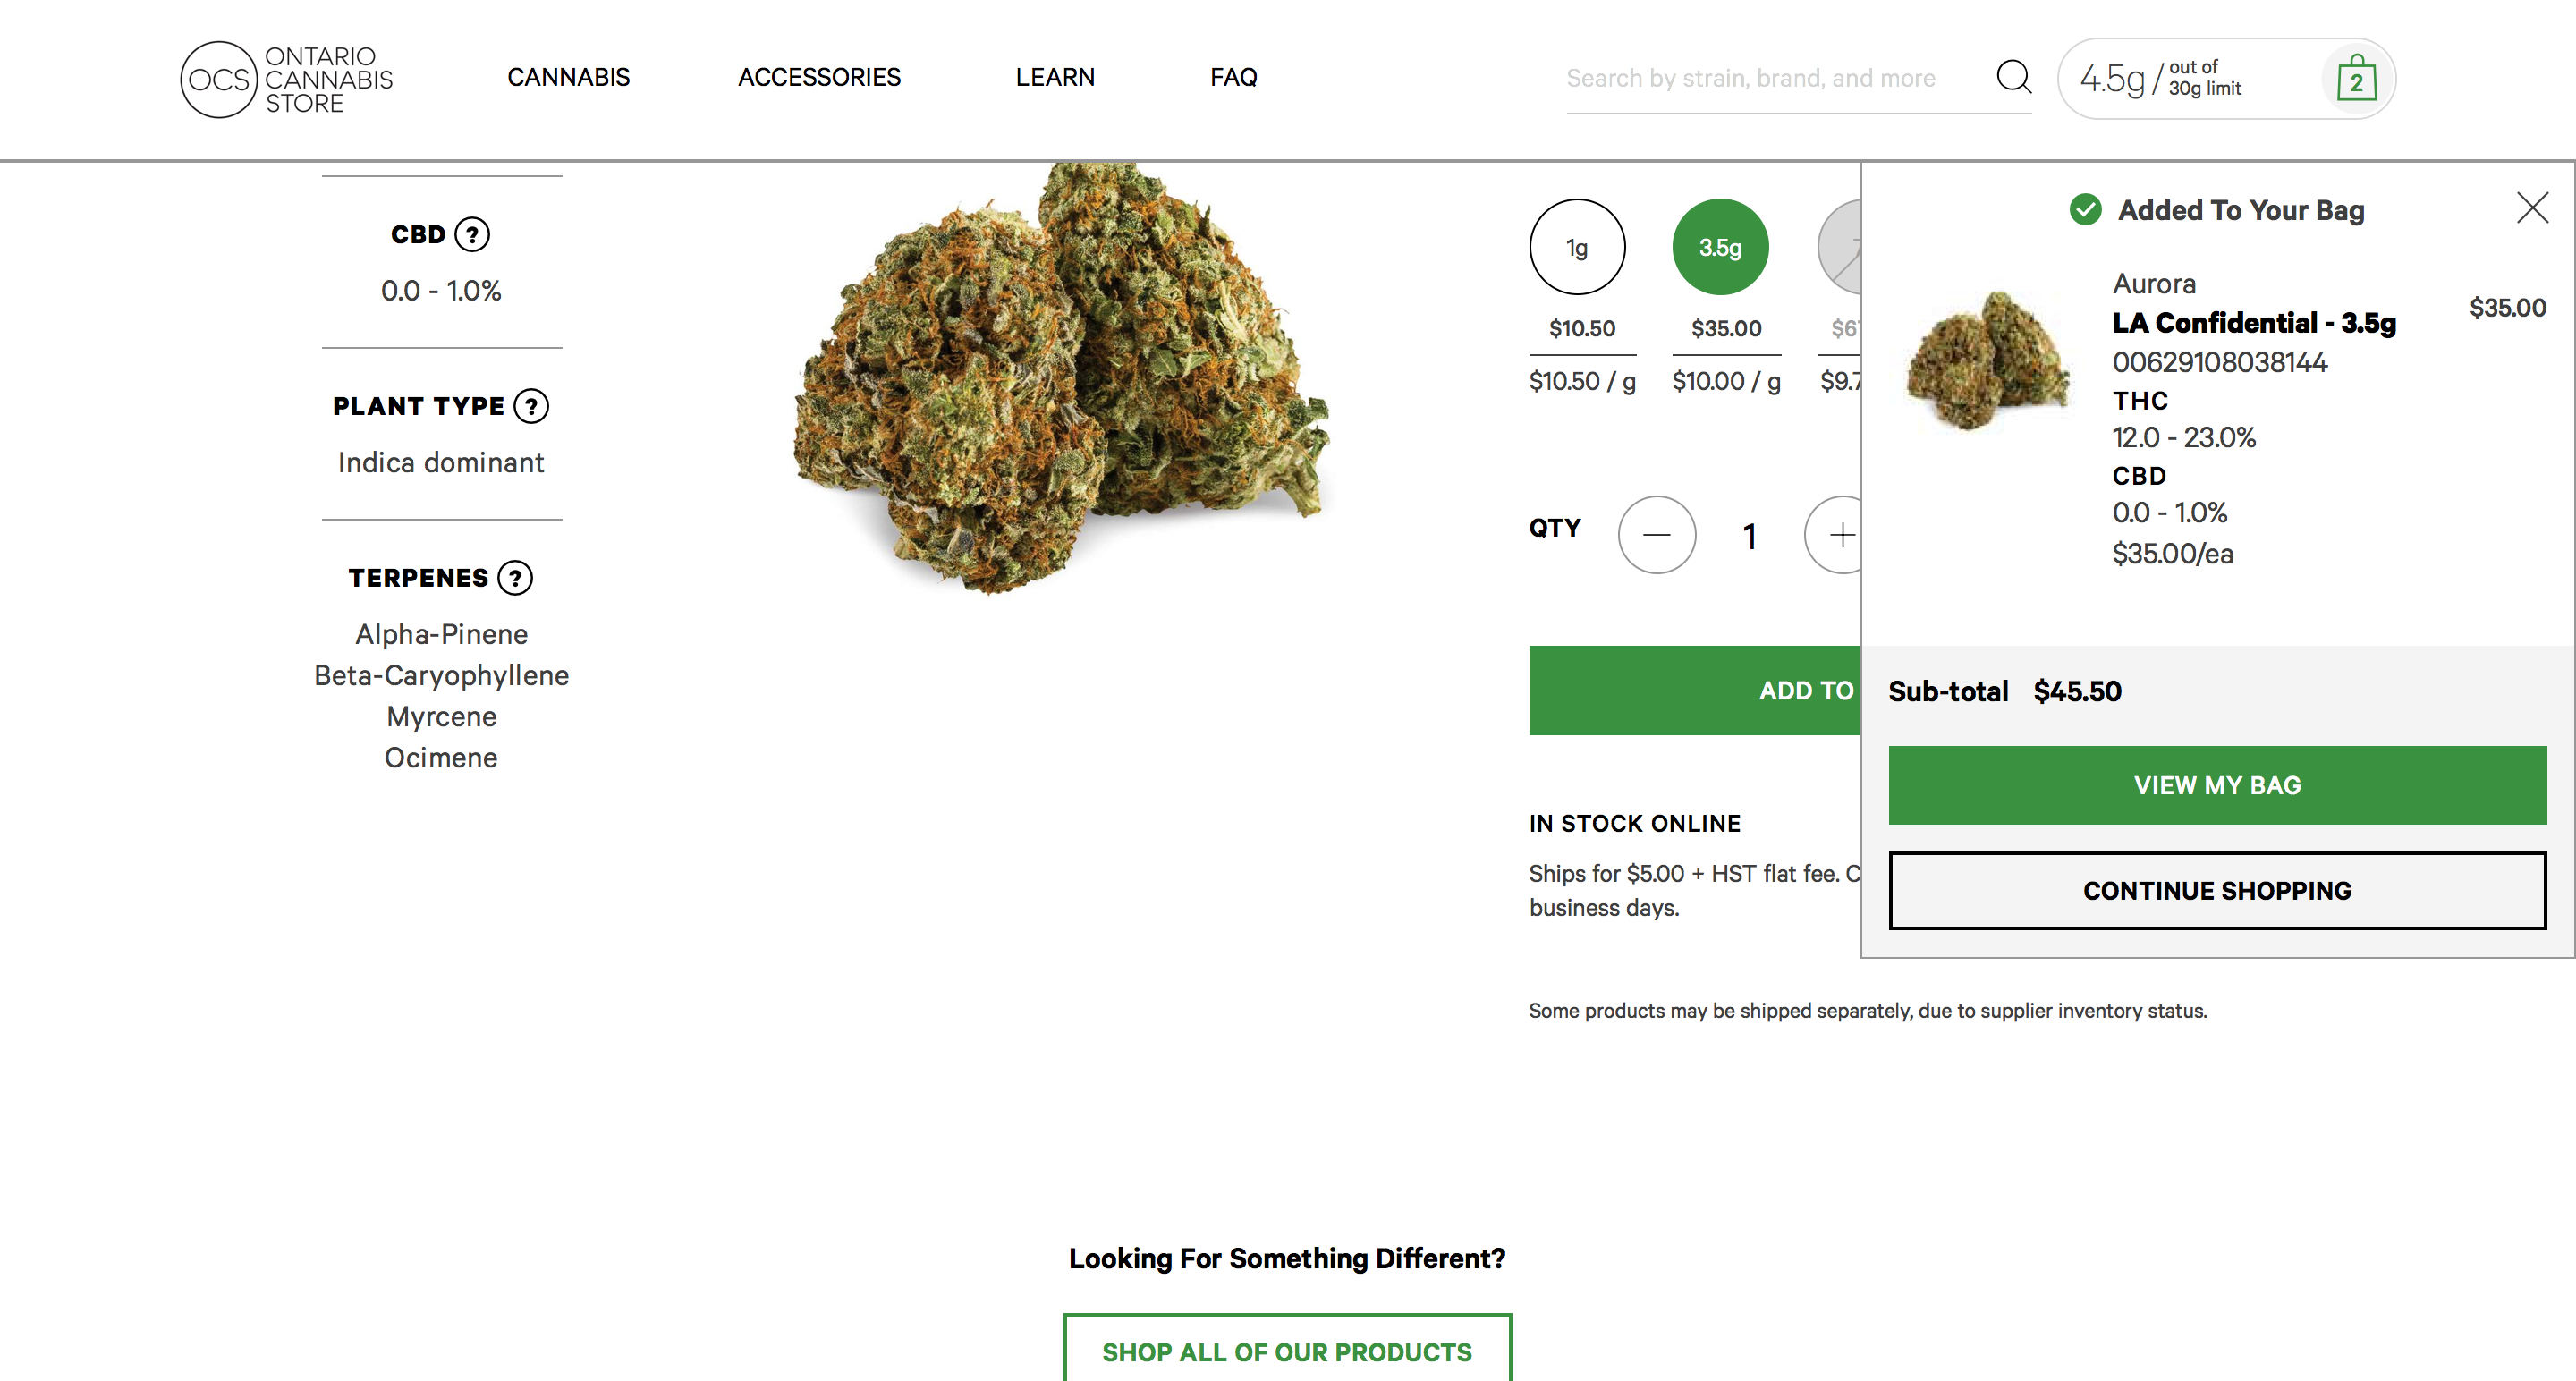 OCS
ONTARIO
CANNABIS
STORE
CANNABIS
ACCESSORIES
LEARN
FAQ
Search by strain, brand, and more
4.5g / out of
30g limit
2
CBD ?
0.0 - 1.0%
PLANT TYPE ?
Indica dominant
TERPENES ?
Alpha-Pinene
Beta-Caryophyllene
Myrcene
Ocimene
1g
3.5g
$10.50
$35.00
$10.50 / g
$10.00 / g
$9.7
QTY
1
ADD TO
IN STOCK ONLINE
Ships for $5.00 + HST flat fee. C
business days.
Some products may be shipped separately, due to supplier inventory status.
Added To Your Bag
Aurora
LA Confidential - 3.5g
00629108038144
THC
12.0 - 23.0%
CBD
0.0 - 1.0%
$35.00/ea
$35.00
Sub-total $45.50
VIEW MY BAG
CONTINUE SHOPPING
Looking For Something Different?
SHOP ALL OF OUR PRODUCTS